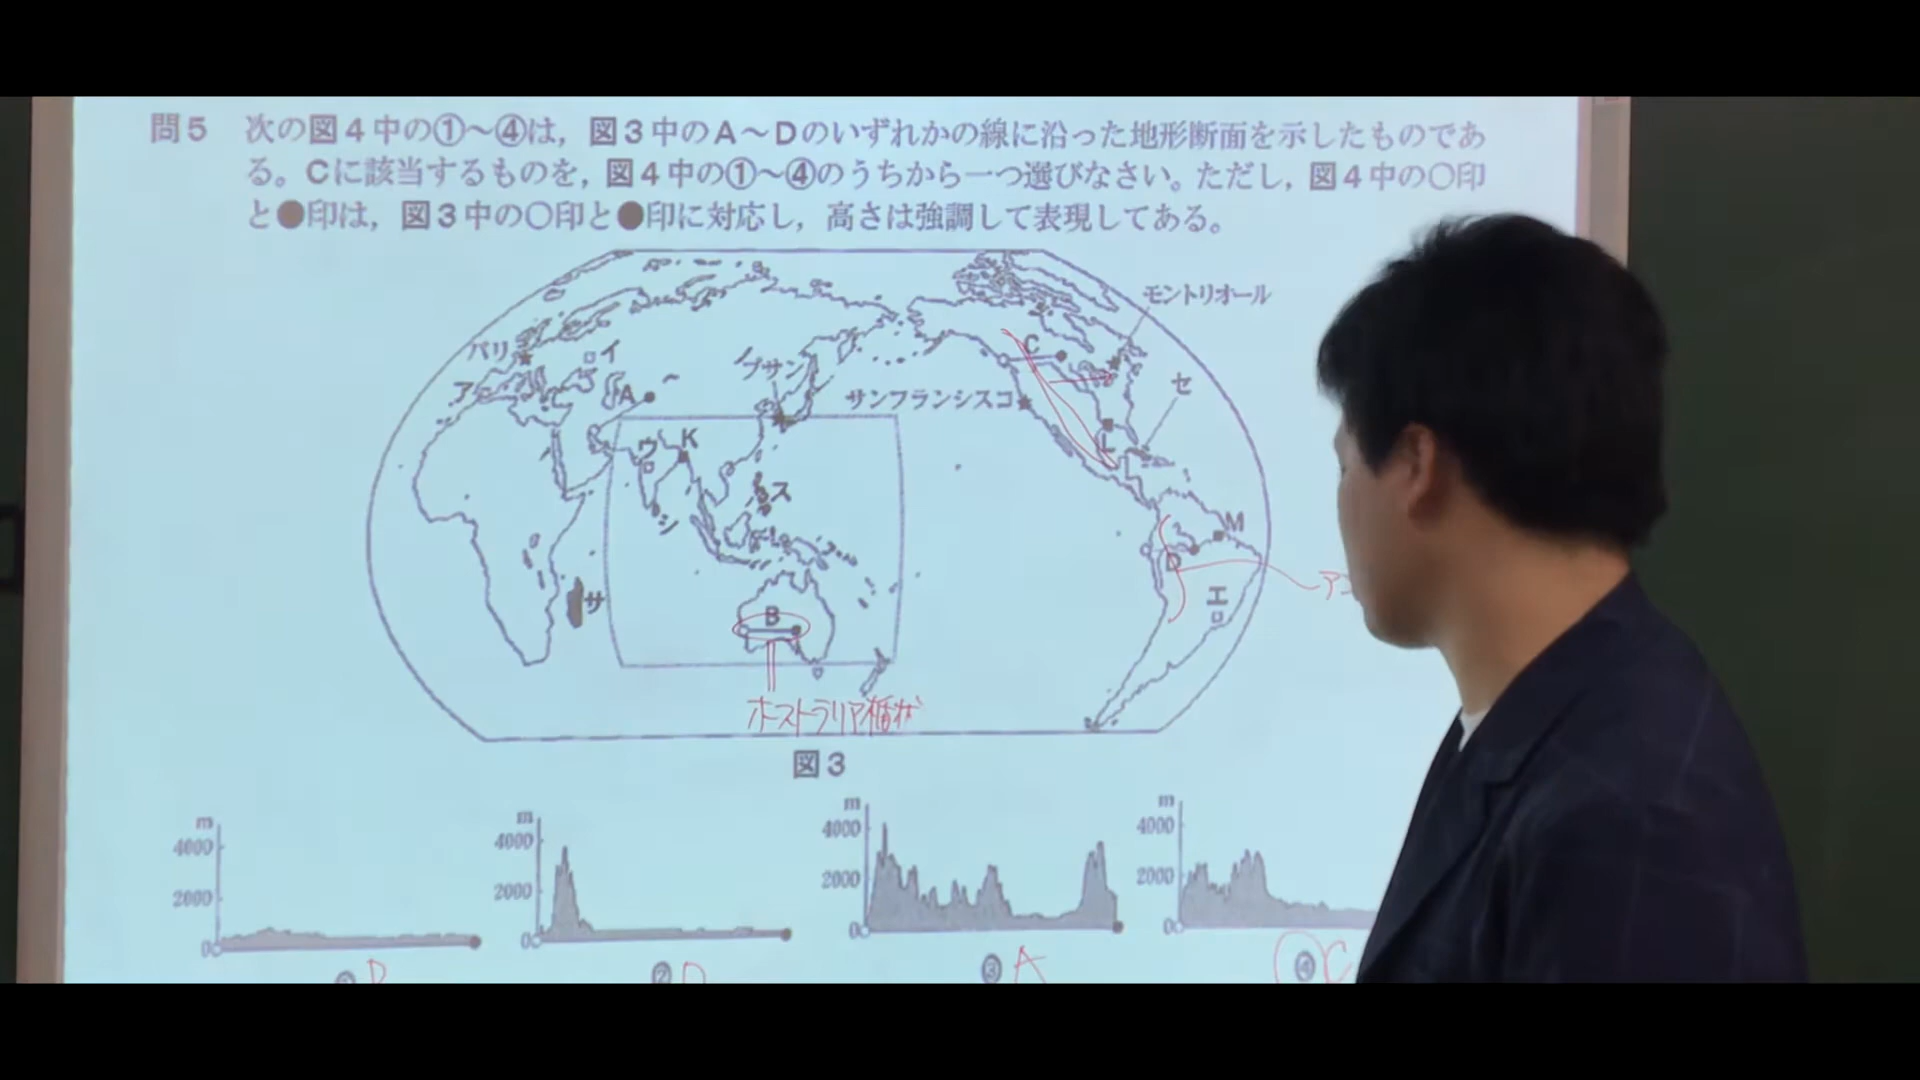 問5 次の図4中の①～④は，図3中のA～Dのいずれかの線に沿った地形断面を示したものであ
る。Cに該当するものを，図4中の①～④のうちから一つ選びなさい。ただし，図4中の○印
と●印は，図3中の○印と●印に対応し，高さは強調して表現してある。
モントリオール
パリ
イ
C
プサン
セ
ア
A
サンフランシスコ
K
ウ
L
ス
シ
M
D
サ
エ
B
オーストラリア楯状
図3
m
4000
2000
0
m
4000
2000
0
m
4000
2000
0
m
4000
2000
0
②
③ A
④ C